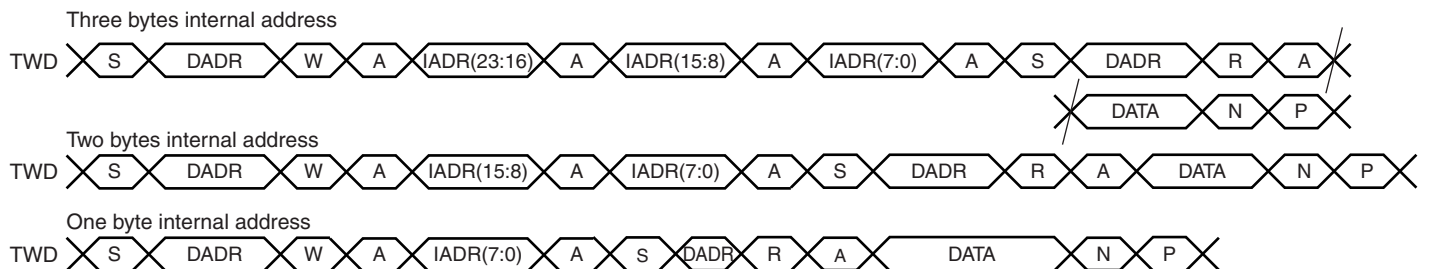 Three bytes internal address
TWD S DADR W A IADR(23:16) A IADR(15:8) A IADR(7:0) A S DADR R A
DATA N P
Two bytes internal address
TWD S DADR W A IADR(15:8) A IADR(7:0) A S DADR R A DATA N P
One byte internal address
TWD S DADR W A IADR(7:0) A S DADR R A DATA N P